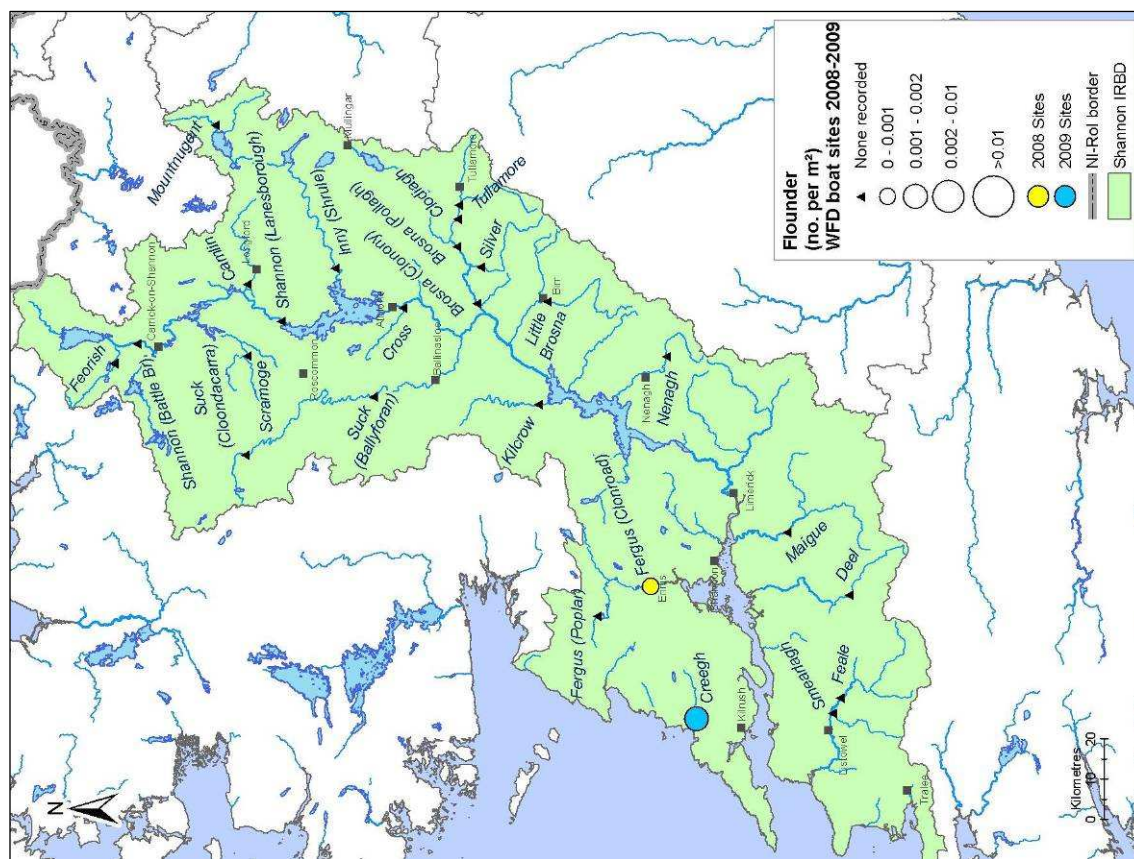 N
Feorish
Carrick-on-Shannon
Shannon (Battle Br)
Mountnugent
Camlin
Longford
Shannon (Lanesborough)
Suck
(Cloondacarra)
Scramoge
Roscommon
Inny (Shrule)
Mullingar
Athlone
Cross
Suck
(Ballyforan)
Ballinasloe
Clodiagh
Brosna (Pollagh)
Brosna (Clonony)
Tullamore
Tullamore
Silver
Little
Brosna
Birr
Kilcrow
Nenagh
Nenagh
Fergus (Clonroad)
Fergus (Poplar)
Ennis
Shannon
Limerick
Creegh
Kilrush
Maigue
Deel
Smeanagh
Feale
Listowel
Tralee
0 10 20
Kilometres
Flounder
(no. per m²)
WFD boat sites 2008-2009
None recorded
0 - 0.001
0.001 - 0.002
0.002 - 0.01
>0.01
2008 Sites
2009 Sites
NI-RoI border
Shannon IRBD